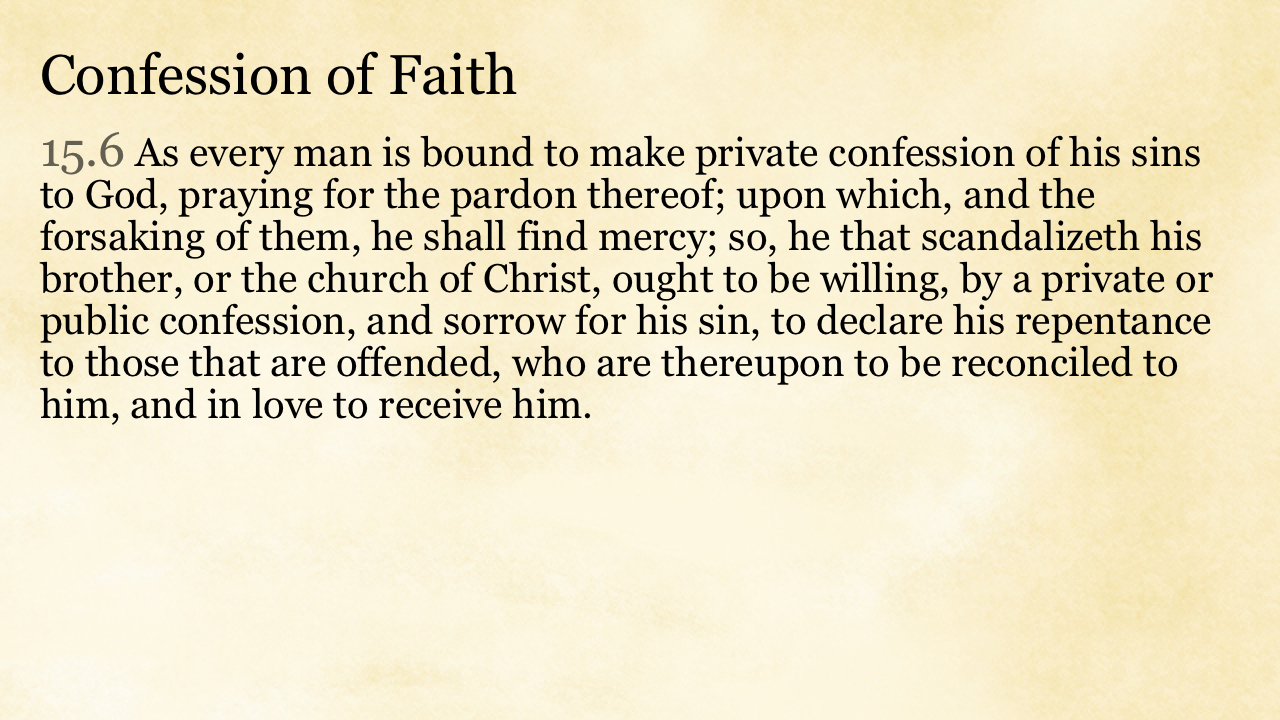 Confession of Faith
15.6 As every man is bound to make private confession of his sins
to God, praying for the pardon thereof; upon which, and the
forsaking of them, he shall find mercy; so, he that scandalizeth his
brother, or the church of Christ, ought to be willing, by a private or
public confession, and sorrow for his sin, to declare his repentance
to those that are offended, who are thereupon to be reconciled to
him, and in love to receive him.